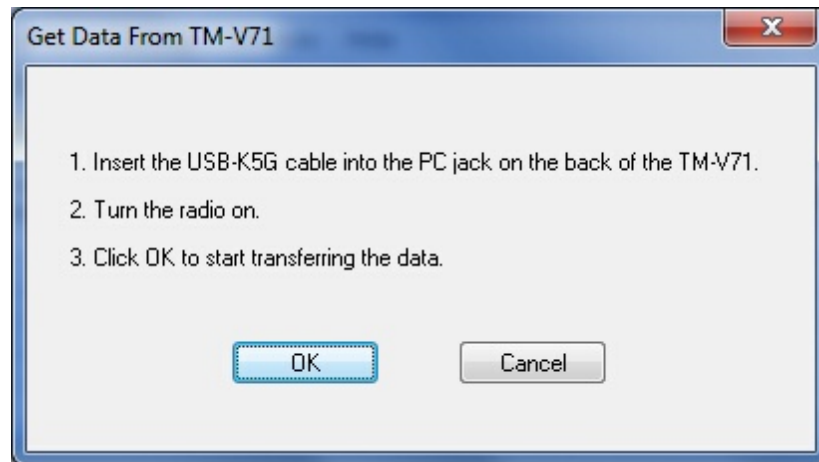 Get Data From TM-V71
1. Insert the USB-K5G cable into the PC jack on the back of the TM-V71.
2. Turn the radio on.
3. Click OK to start transferring the data.
OK
Cancel